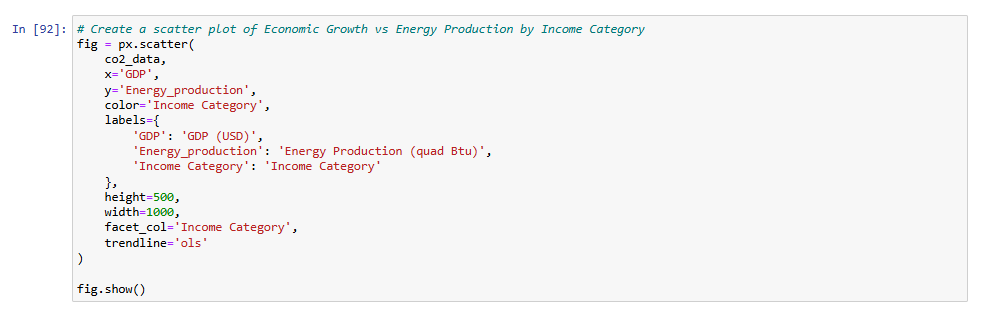 In [92]: # Create a scatter plot of Economic Growth vs Energy Production by Income Category
fig = px.scatter(
    co2_data,
    x='GDP',
    y='Energy_production',
    color='Income Category',
    labels={
        'GDP': 'GDP (USD)',
        'Energy_production': 'Energy Production (quad Btu)',
        'Income Category': 'Income Category'
    },
    height=500,
    width=1000,
    facet_col='Income Category',
    trendline='ols'
)
fig.show()